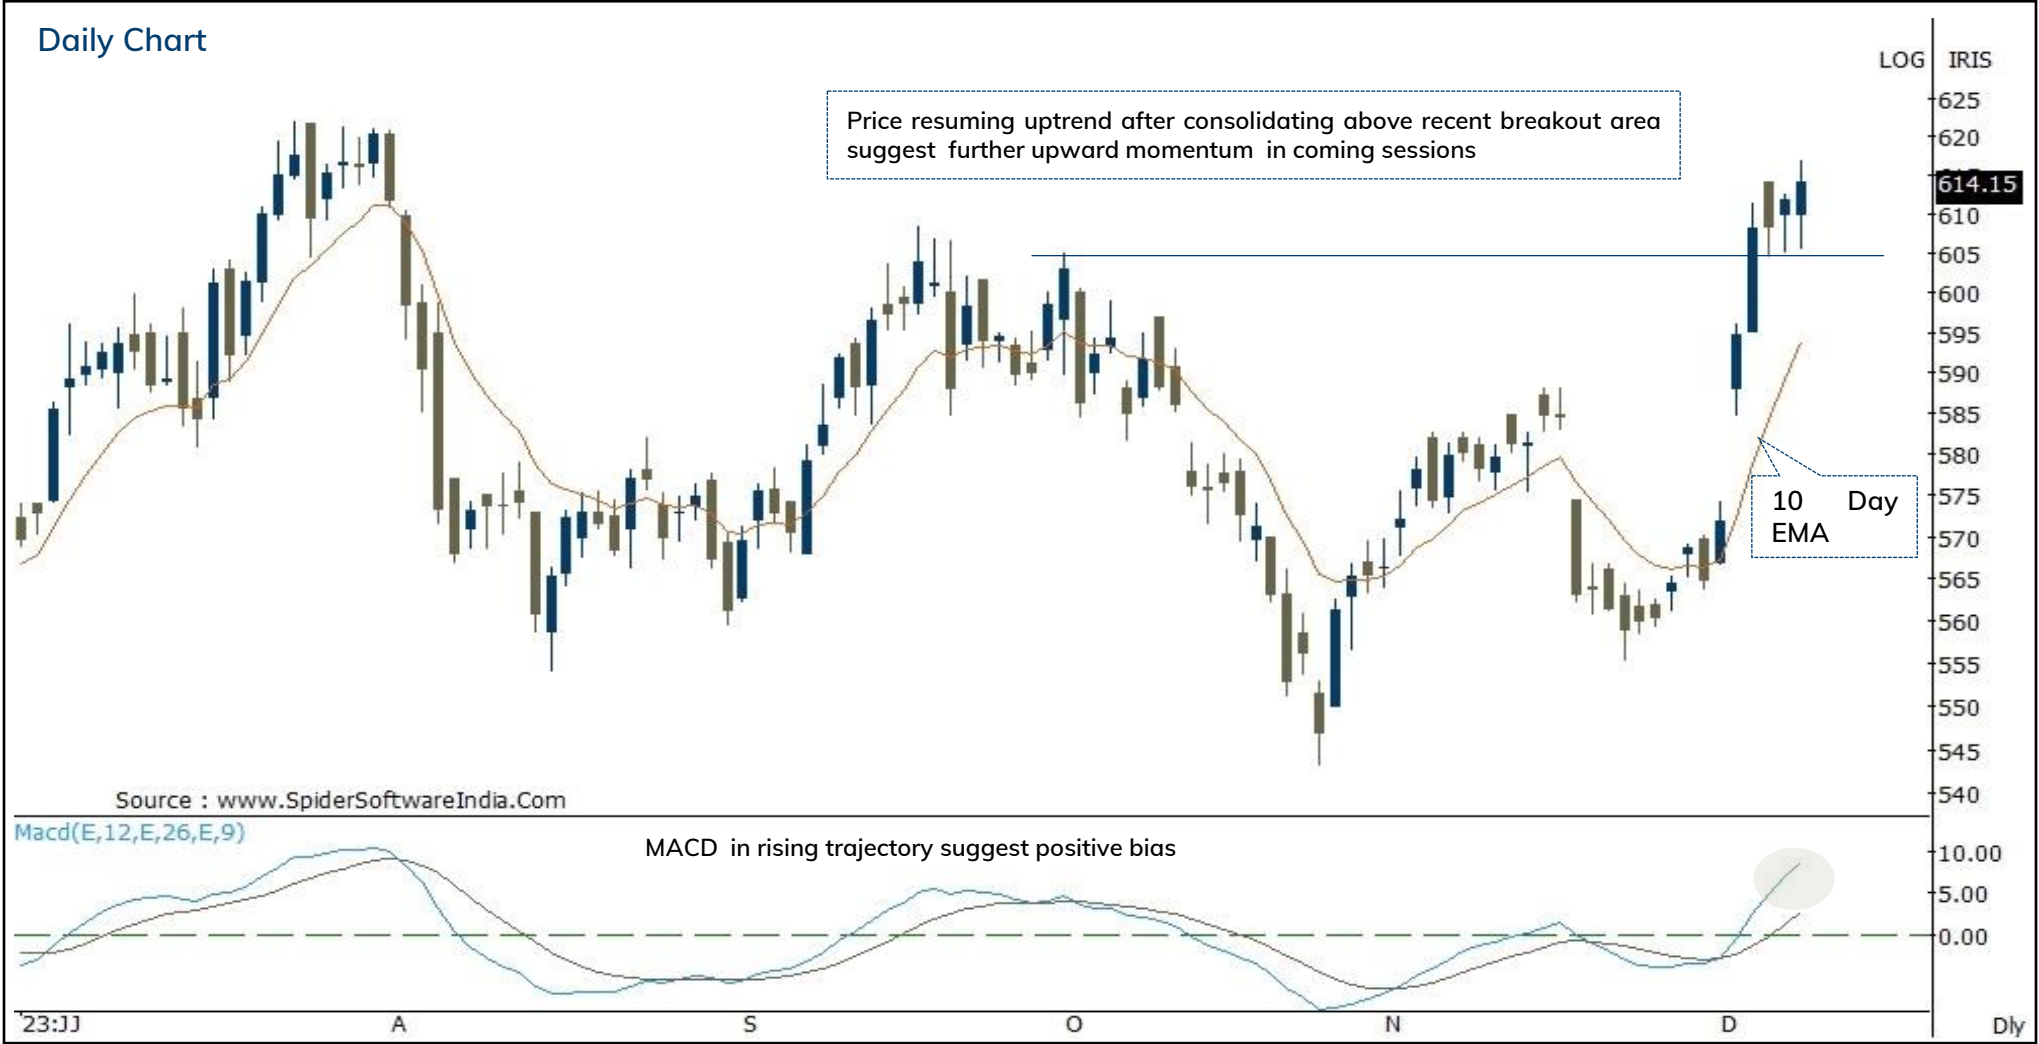 Daily Chart
LOG IRIS
Price resuming uptrend after consolidating above recent breakout area
suggest further upward momentum in coming sessions
625
620
614.15
610
605
600
595
590
585
580
575
570
565
560
555
550
545
540
10 Day
EMA
Source : www.SpiderSoftwareIndia.Com
Macd(E,12,E,26,E,9)
MACD in rising trajectory suggest positive bias
10.00
5.00
0.00
'23:JJ A S O N D Dly